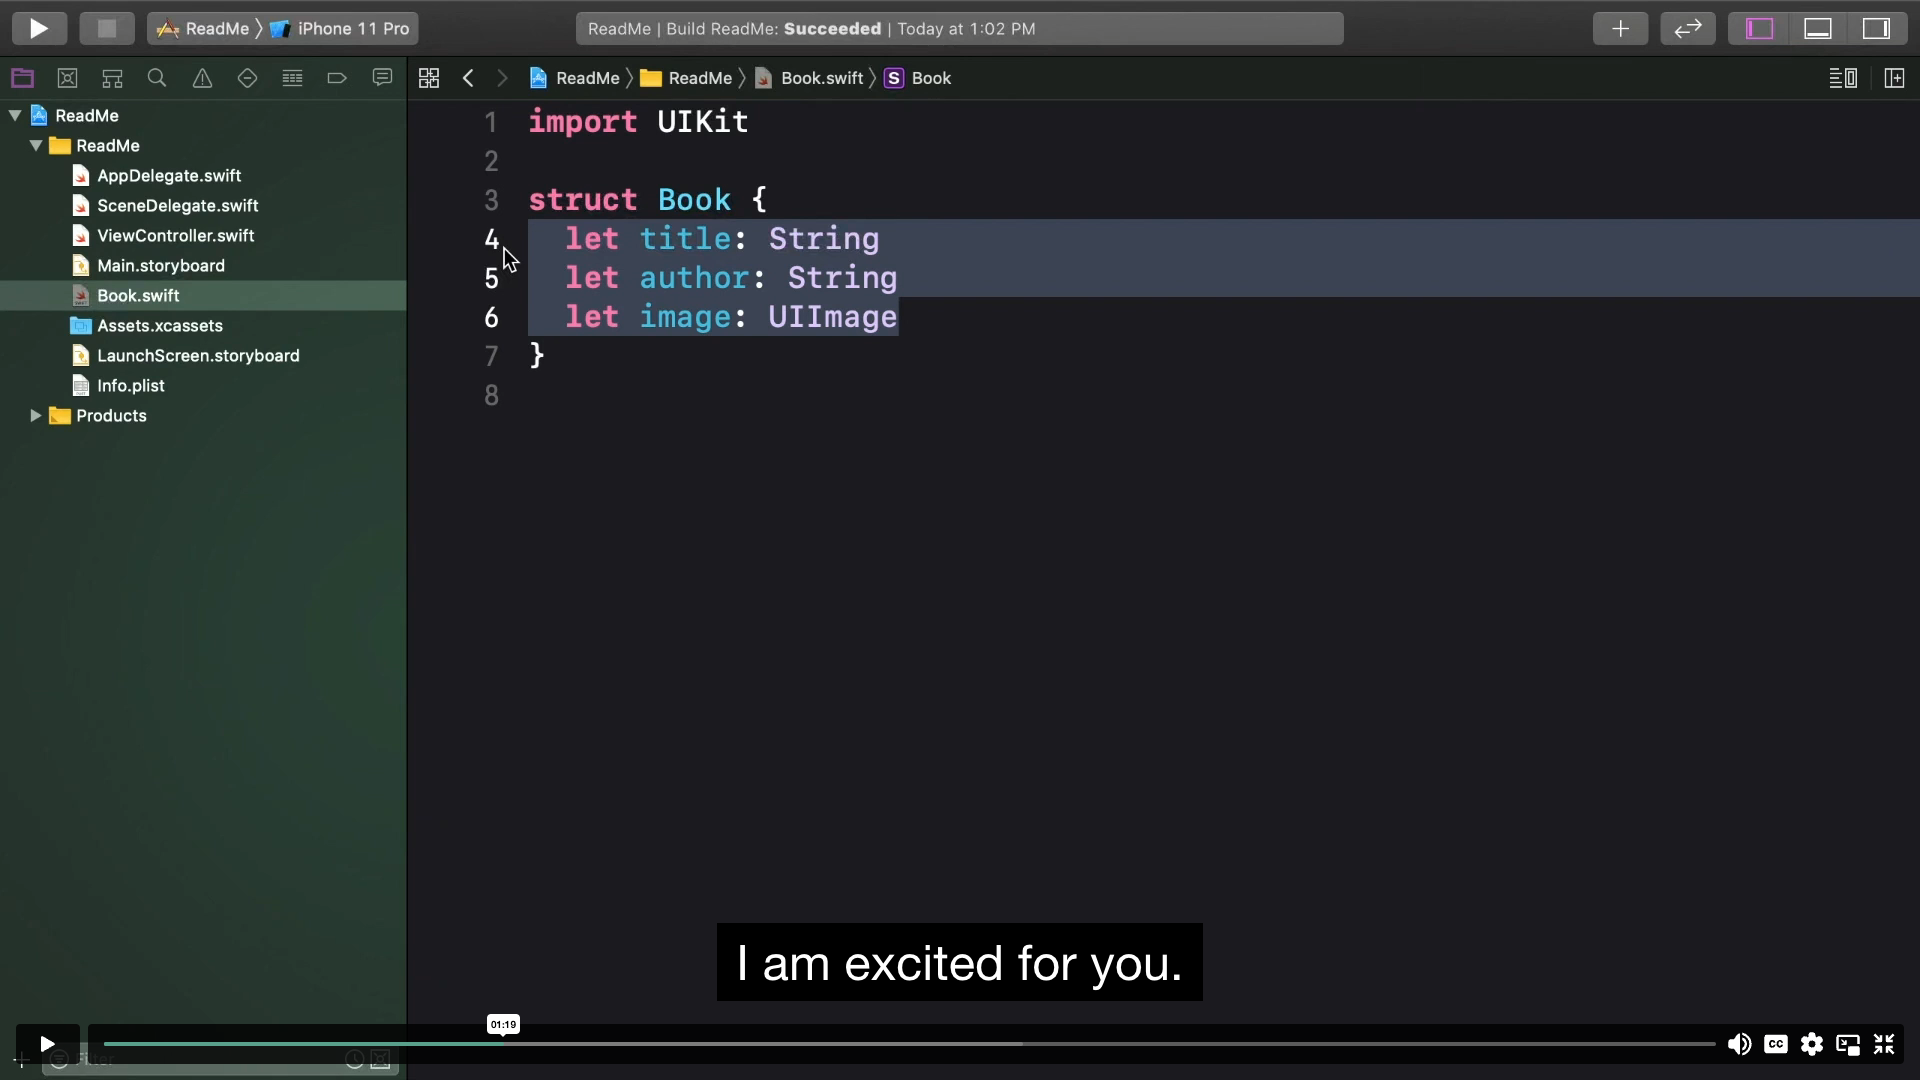 ReadMe 〉 iPhone 11 Pro
ReadMe | Build ReadMe: Succeeded | Today at 1:02 PM
ReadMe 〉 ReadMe 〉 Book.swift 〉 S Book
ReadMe
ReadMe
AppDelegate.swift
SceneDelegate.swift
ViewController.swift
Main.storyboard
Book.swift
Assets.xcassets
LaunchScreen.storyboard
Info.plist
Products
1 import UIKit
2
3 struct Book {
4 let title: String
5 let author: String
6 let image: UIImage
7 }
8
I am excited for you.
01:19
CC
Filter